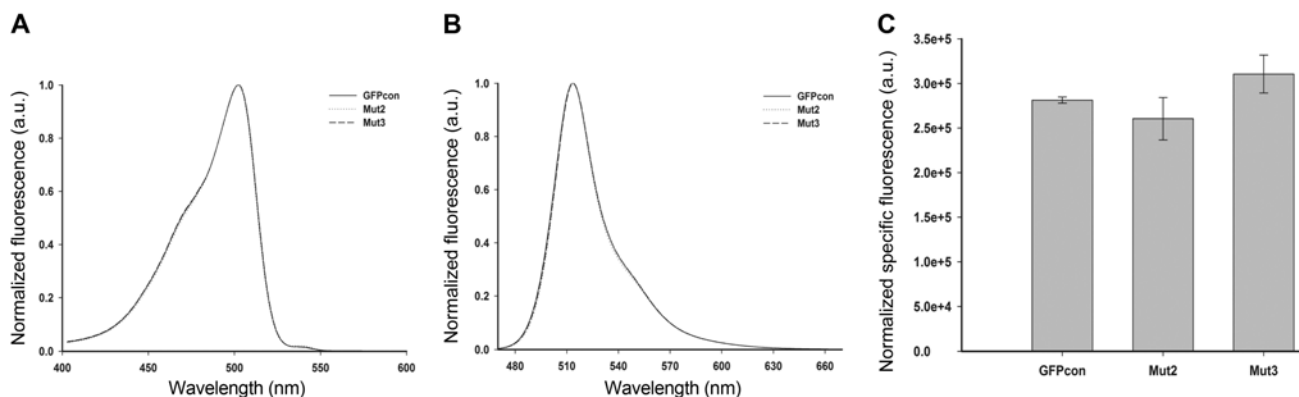 A
Normalized fluorescence (a.u.)
1.0
0.8
0.6
0.4
0.2
0.0
400
450
500
550
600
Wavelength (nm)
GFPcon
Mut2
Mut3
B
Normalized fluorescence (a.u.)
1.0
0.8
0.6
0.4
0.2
0.0
480
510
540
570
600
630
660
Wavelength (nm)
GFPcon
Mut2
Mut3
C
Normalized specific fluorescence (a.u.)
3.5e+5
3.0e+5
2.5e+5
2.0e+5
1.5e+5
1.0e+5
5.0e+4
0.0
GFPcon
Mut2
Mut3